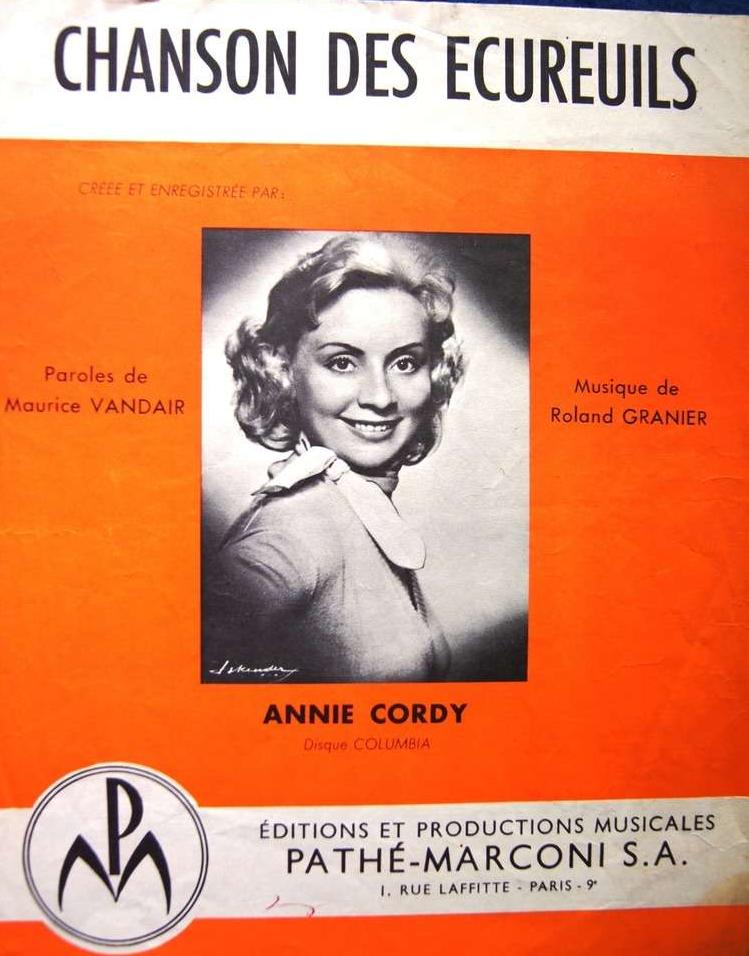 CHANSON DES ECUREUILS
CRÉÉE ET ENREGISTRÉE PAR:
Paroles de
Maurice VANDAIR
Musique de
Roland GRANIER
Iskender
ANNIE CORDY
Disque COLUMBIA
PM
ÉDITIONS ET PRODUCTIONS MUSICALES
PATHÉ-MARCONI S.A.
1, RUE LAFFITTE - PARIS - 9e